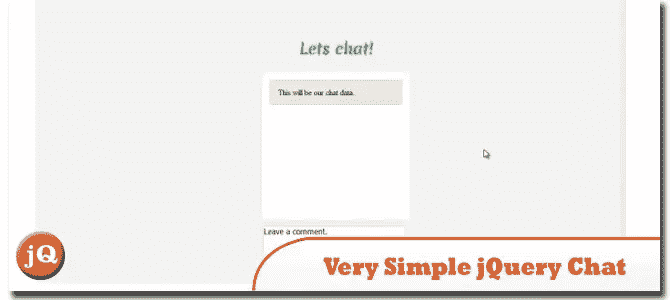 Lets chat!
This will be our chat data.
Leave a comment.
jQ
Very Simple jQuery Chat